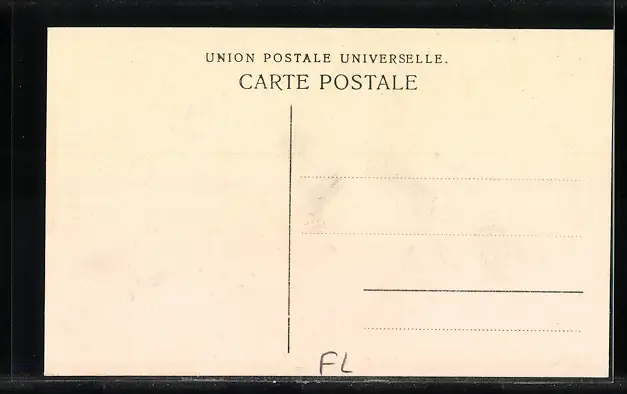 UNION POSTALE UNIVERSELLE.
CARTE POSTALE
FL